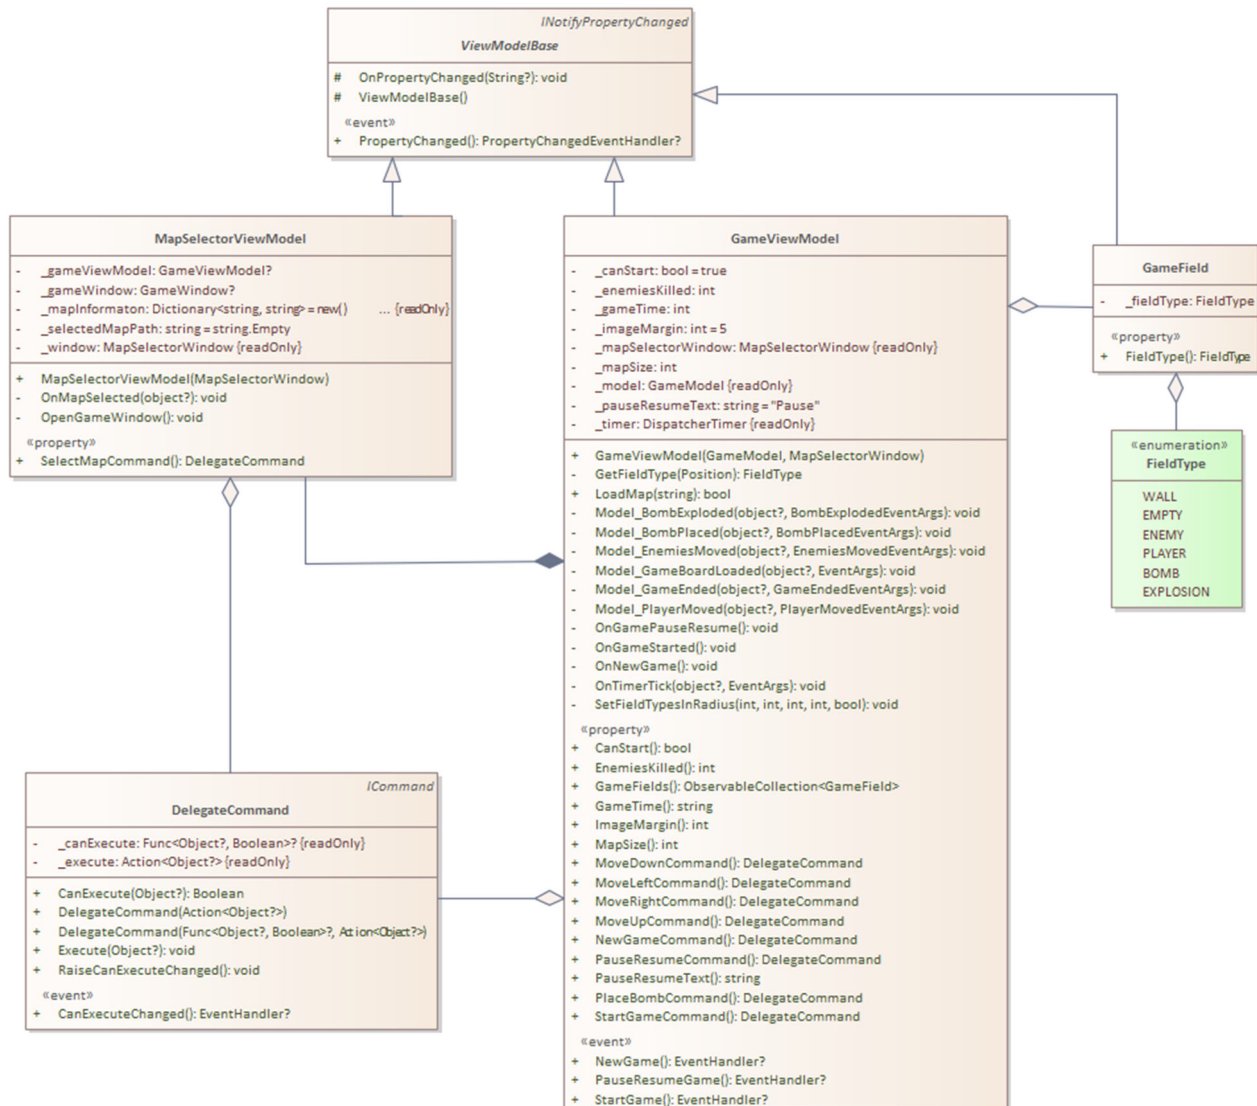 INotifyPropertyChanged
ViewModelBase
# OnPropertyChanged(String?): void
# ViewModelBase()
«event»
+ PropertyChanged(): PropertyChangedEventHandler?
MapSelectorViewModel
- _gameViewModel: GameViewModel?
- _gameWindow: GameWindow?
- _mapInformaton: Dictionary<string, string> = new() ... {readOnly}
- _selectedMapPath: string = string.Empty
- _window: MapSelectorWindow {readOnly}
+ MapSelectorViewModel(MapSelectorWindow)
- OnMapSelected(object?): void
- OpenGameWindow(): void
«property»
+ SelectMapCommand(): DelegateCommand
GameViewModel
- _canStart: bool = true
- _enemiesKilled: int
- _gameTime: int
- _imageMargin: int = 5
- _mapSelectorWindow: MapSelectorWindow {readOnly}
- _mapSize: int
- _model: GameModel {readOnly}
- _pauseResumeText: string = "Pause"
- _timer: DispatcherTimer {readOnly}
+ GameViewModel(GameModel, MapSelectorWindow)
- GetFieldType(Position): FieldType
+ LoadMap(string): bool
- Model_BombExploded(object?, BombExplodedEventArgs): void
- Model_BombPlaced(object?, BombPlacedEventArgs): void
- Model_EnemiesMoved(object?, EnemiesMovedEventArgs): void
- Model_GameBoardLoaded(object?, EventArgs): void
- Model_GameEnded(object?, GameEndedEventArgs): void
- Model_PlayerMoved(object?, PlayerMovedEventArgs): void
- OnGamePauseResume(): void
- OnGameStarted(): void
- OnNewGame(): void
- OnTimerTick(object?, EventArgs): void
- SetFieldTypesInRadius(int, int, int, int, bool): void
«property»
+ CanStart(): bool
+ EnemiesKilled(): int
+ GameFields(): ObservableCollection<GameField>
+ GameTime(): string
+ ImageMargin(): int
+ MapSize(): int
+ MoveDownCommand(): DelegateCommand
+ MoveLeftCommand(): DelegateCommand
+ MoveRightCommand(): DelegateCommand
+ MoveUpCommand(): DelegateCommand
+ NewGameCommand(): DelegateCommand
+ PauseResumeCommand(): DelegateCommand
+ PauseResumeText(): string
+ PlaceBombCommand(): DelegateCommand
+ StartGameCommand(): DelegateCommand
«event»
+ NewGame(): EventHandler?
+ PauseResumeGame(): EventHandler?
+ StartGame(): EventHandler?
GameField
- _fieldType: FieldType
«property»
+ FieldType(): FieldType
«enumeration»
FieldType
WALL
EMPTY
ENEMY
PLAYER
BOMB
EXPLOSION
ICommand
DelegateCommand
- _canExecute: Func<Object?, Boolean>? {readOnly}
- _execute: Action<Object?> {readOnly}
+ CanExecute(Object?): Boolean
+ DelegateCommand(Action<Object?>)
+ DelegateCommand(Func<Object?, Boolean>?, Action<Object?>)
+ Execute(Object?): void
+ RaiseCanExecuteChanged(): void
«event»
+ CanExecuteChanged(): EventHandler?